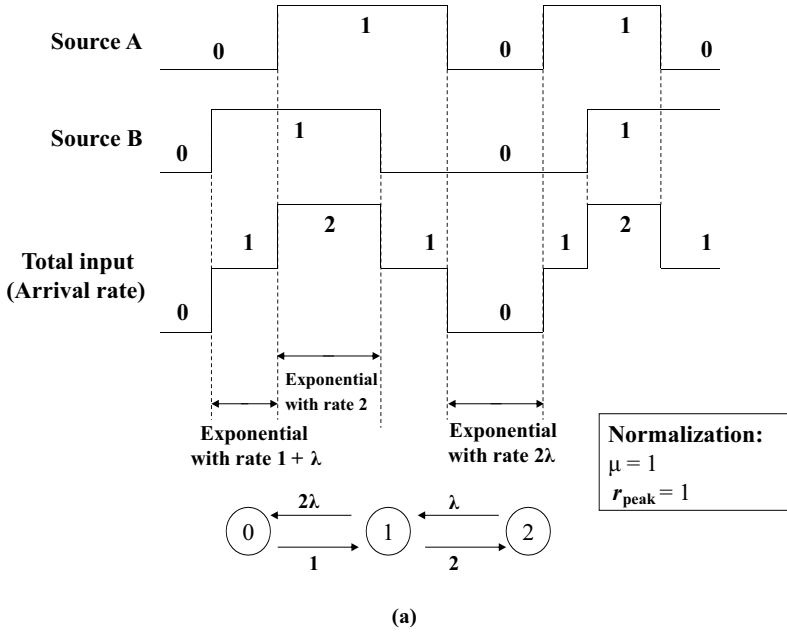 Source A
0 1 0 1 0
Source B
0 1 0 1
Total input
(Arrival rate)
0 1 2 1 0 1 2 1
Exponential
with rate 2
Exponential
with rate 1 + λ
Exponential
with rate 2λ
Normalization:
μ = 1
r_peak = 1
2λ λ
0 1 2
1 2
(a)